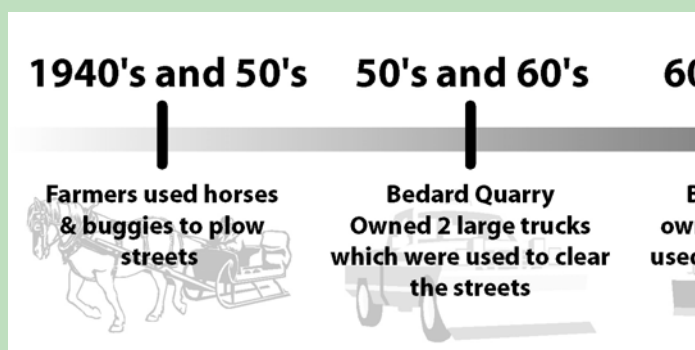 1940's and 50's
Farmers used horses
& buggies to plow
streets
50's and 60's
Bedard Quarry
Owned 2 large trucks
which were used to clear
the streets